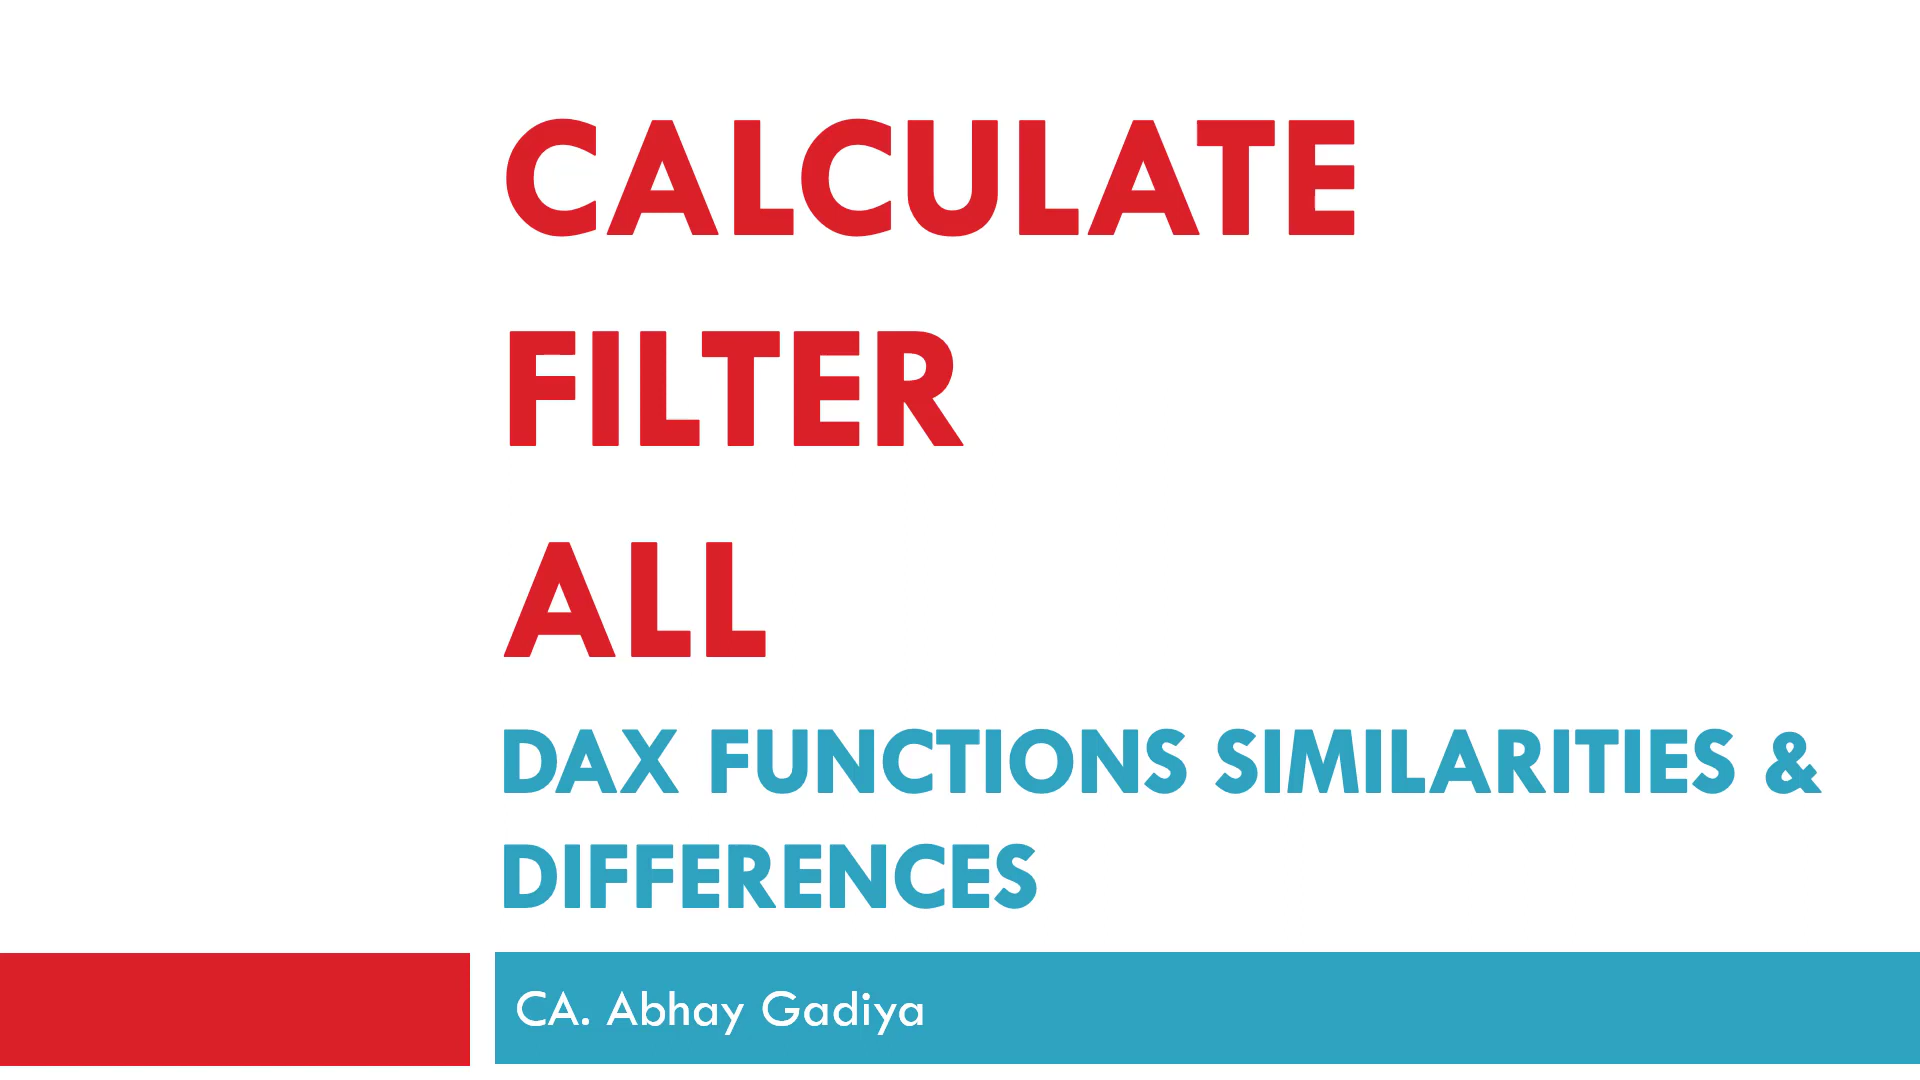 CALCULATE
FILTER
ALL
DAX FUNCTIONS SIMILARITIES &
DIFFERENCES
CA. Abhay Gadiya